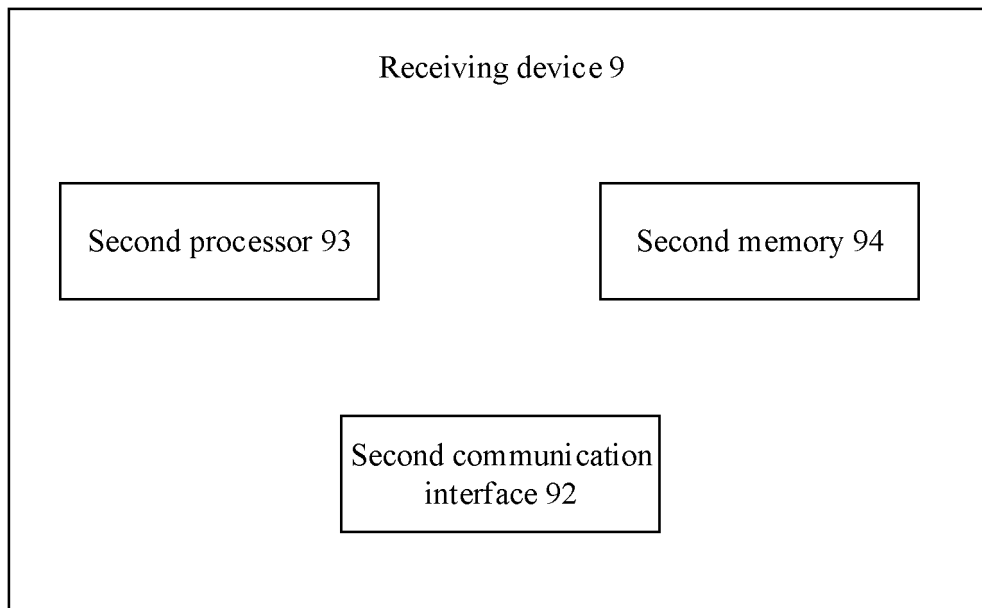 Receiving device 9
Second processor 93
Second memory 94
Second communication
interface 92